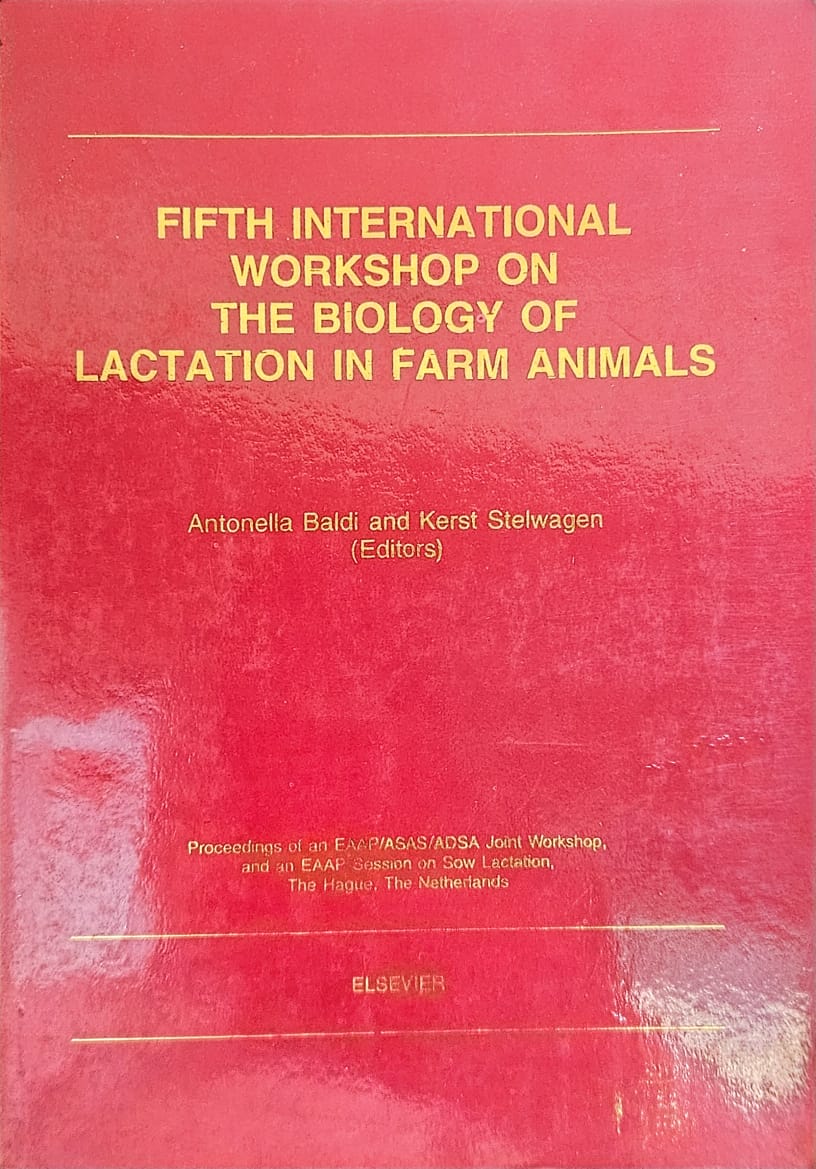 FIFTH INTERNATIONAL
WORKSHOP ON
THE BIOLOGY OF
LACTATION IN FARM ANIMALS
Antonella Baldi and Kerst Stelwagen
(Editors)
Proceedings of an EAAP/ASAS/ADSA Joint Workshop,
and an EAAP Session on Sow Lactation,
The Hague, The Netherlands
ELSEVIER